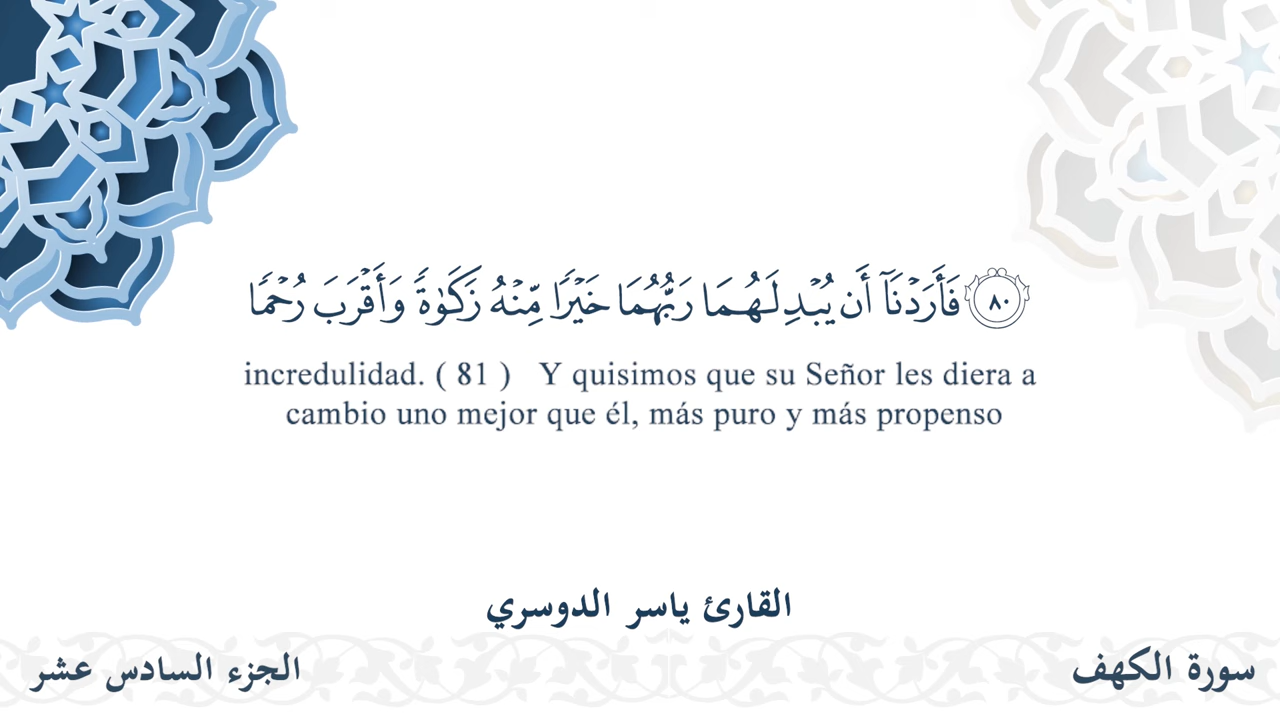 ۝٨٠ فَأَرَدۡنَآ أَن يُبۡدِلَهُمَا رَبُّهُمَا خَيۡرٗا مِّنۡهُ زَكَوٰةٗ وَأَقۡرَبَ رُحۡمٗا
incredulidad. ( 81 ) Y quisimos que su Señor les diera a
cambio uno mejor que él, más puro y más propenso
القارئ ياسر الدوسري
سورة الكهف
الجزء السادس عشر